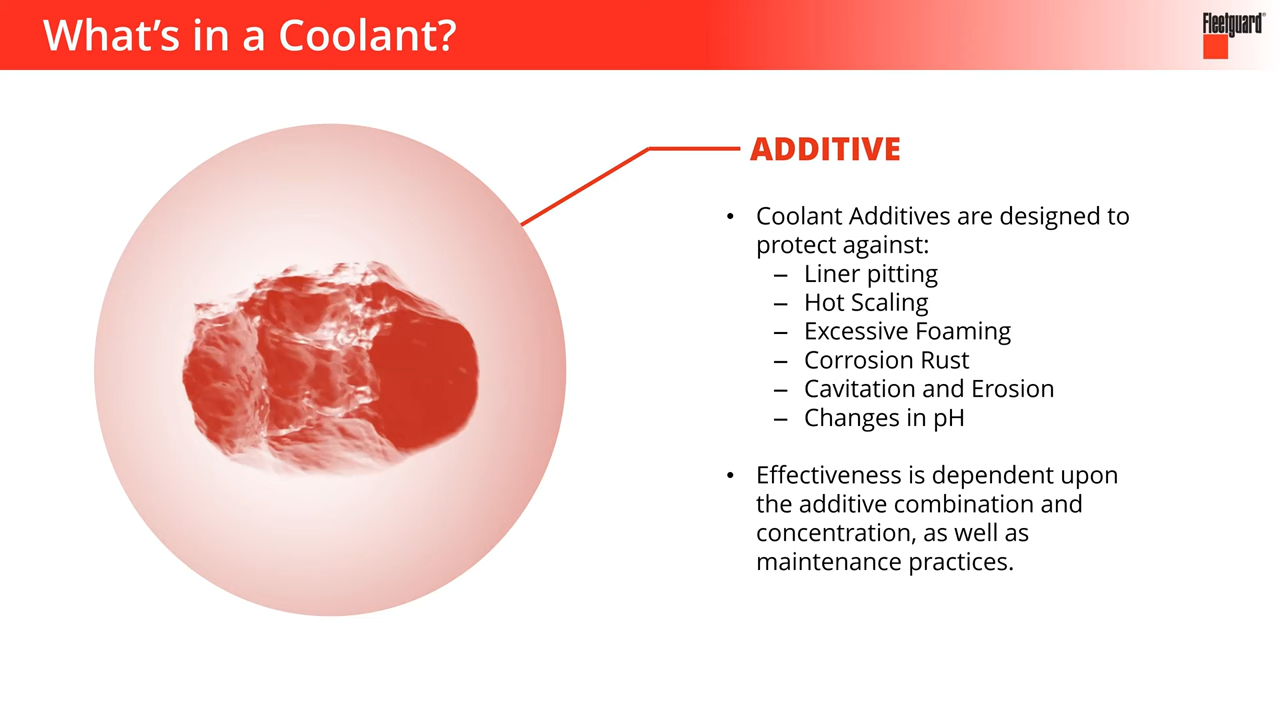 What's in a Coolant?
Fleetguard®
ADDITIVE
• Coolant Additives are designed to
protect against:
– Liner pitting
– Hot Scaling
– Excessive Foaming
– Corrosion Rust
– Cavitation and Erosion
– Changes in pH
• Effectiveness is dependent upon
the additive combination and
concentration, as well as
maintenance practices.